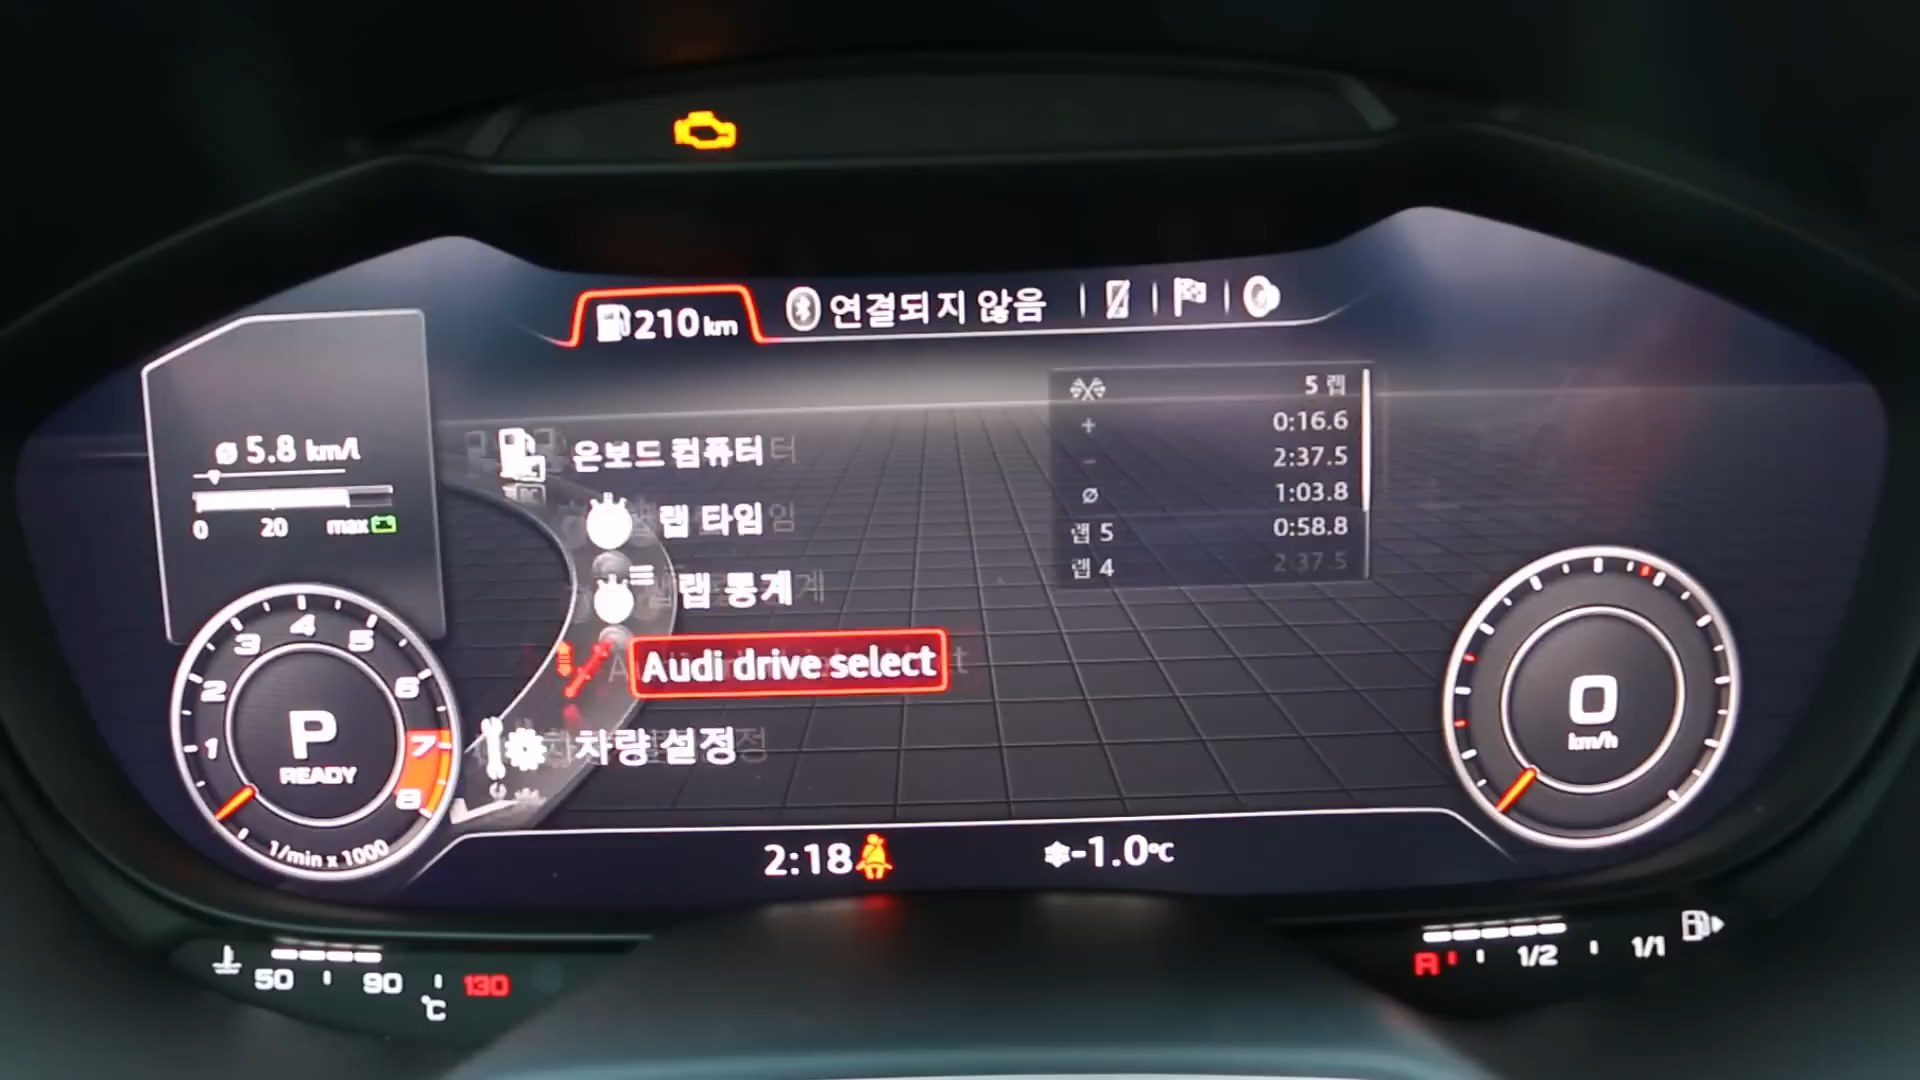 210 km
연결되지 않음
ø 5.8 km/l
0 20 max
온보드 컴퓨터
랩 타임
랩 통계
Audi drive select
차량 설정
5 랩
+ 0:16.6
- 2:37.5
ø 1:03.8
랩 5 0:58.8
랩 4 2:37.5
1 2 3 4 5 6 7 8
P
READY
1/min x 1000
0
km/h
2:18
-1.0°C
50 90 130
°C
R 1/2 1/1